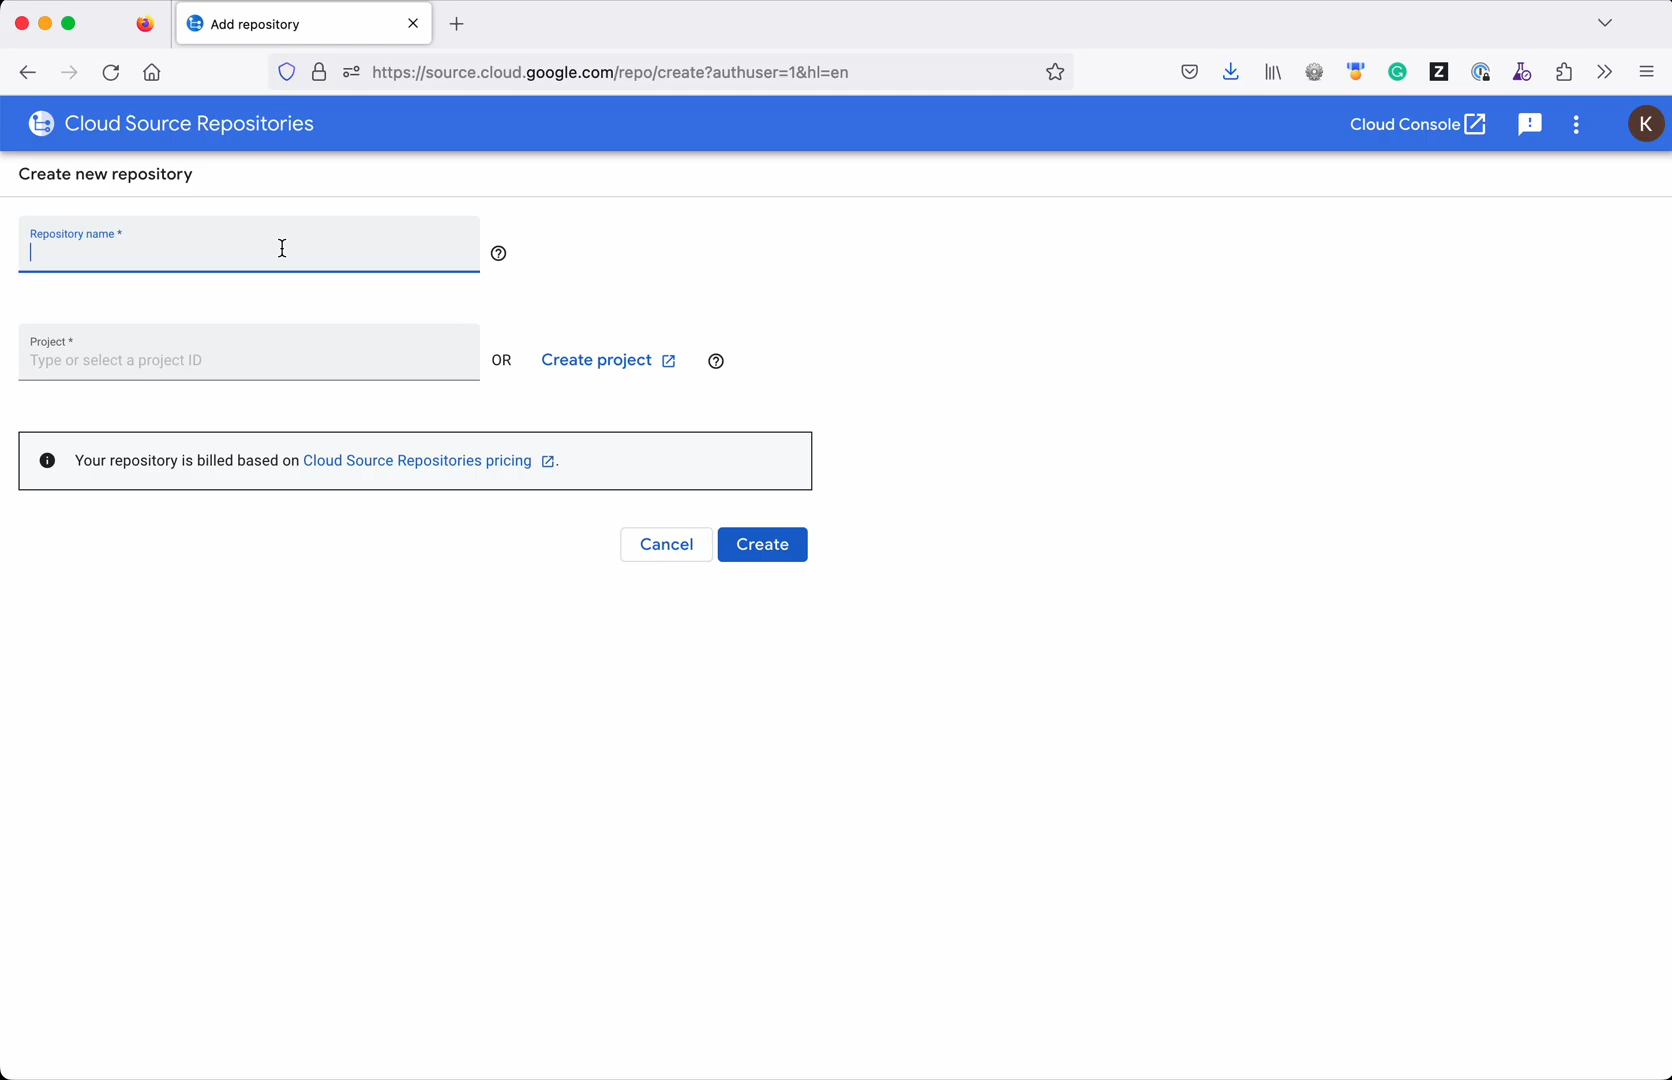 Add repository
https://source.cloud.google.com/repo/create?authuser=1&hl=en
G
Z
Cloud Source Repositories
Cloud Console
K
Create new repository
Repository name *
Project *
Type or select a project ID
OR
Create project
Your repository is billed based on Cloud Source Repositories pricing .
Cancel
Create